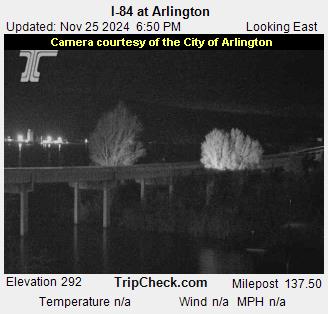 I-84 at Arlington
Updated: Nov 25 2024 6:50 PM Looking East
Camera courtesy of the City of Arlington
Elevation 292 TripCheck.com Milepost 137.50
Temperature n/a Wind n/a MPH n/a